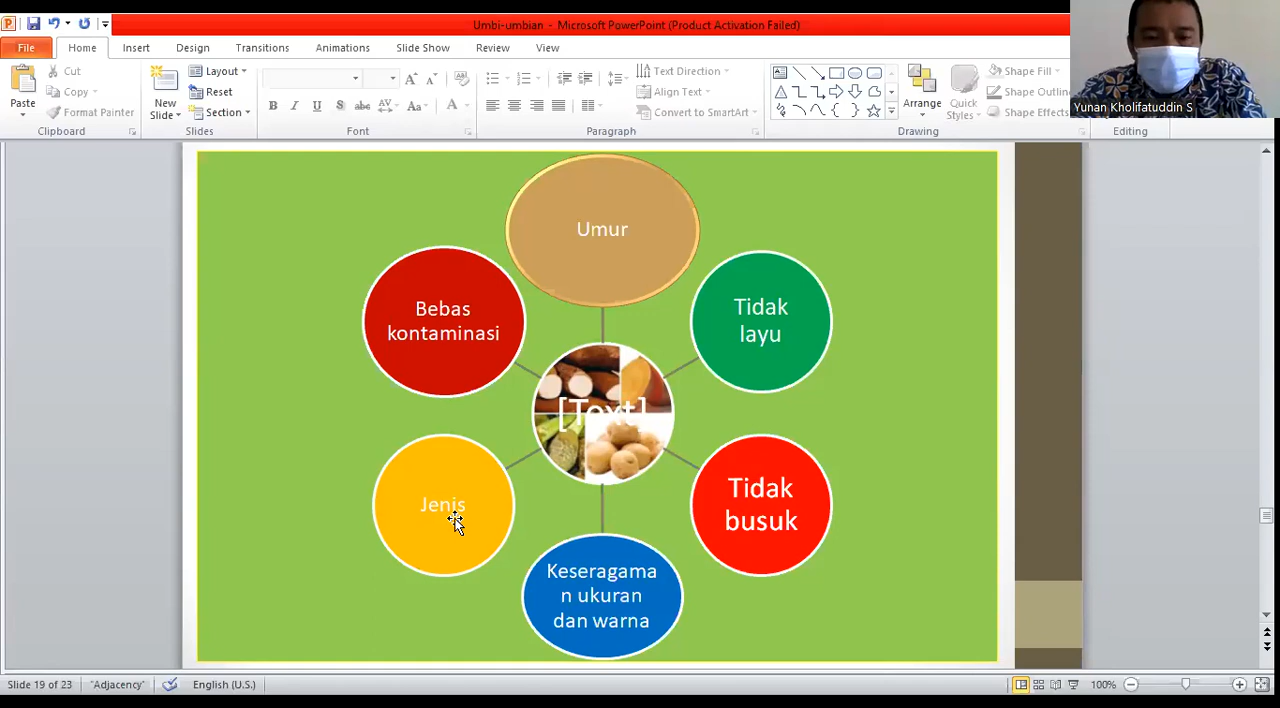 Umbi-umbian - Microsoft PowerPoint (Product Activation Failed)
File Home Insert Design Transitions Animations Slide Show Review View
Paste
Cut
Copy
Format Painter
Clipboard
New Slide
Layout
Reset
Section
Slides
Font
Text Direction
Align Text
Convert to SmartArt
Paragraph
Arrange
Quick Styles
Shape Fill
Shape Outlin
Shape Effects
Drawing
Editing
Yunan Kholifatuddin S
Umur
Bebas
kontaminasi
Tidak
layu
[Text]
Jenis
Tidak
busuk
Keseragama
n ukuran
dan warna
Slide 19 of 23 "Adjacency" English (U.S.) 100%